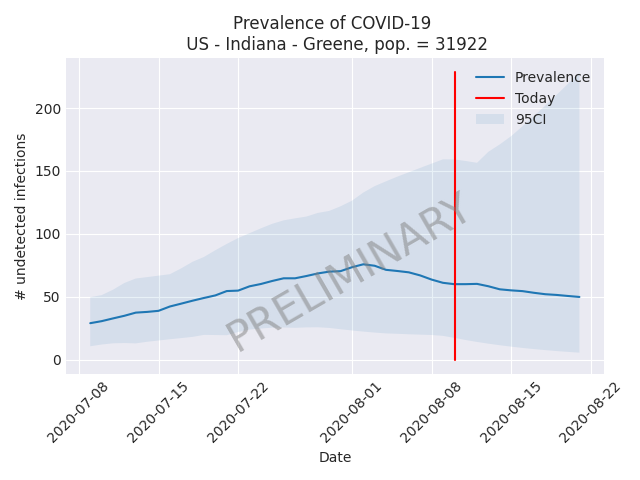 Prevalence of COVID-19
US - Indiana - Greene, pop. = 31922
Prevalence
Today
95CI
# undetected infections
200
150
100
50
0
PRELIMINARY
2020-07-08
2020-07-15
2020-07-22
2020-08-01
2020-08-08
2020-08-15
2020-08-22
Date